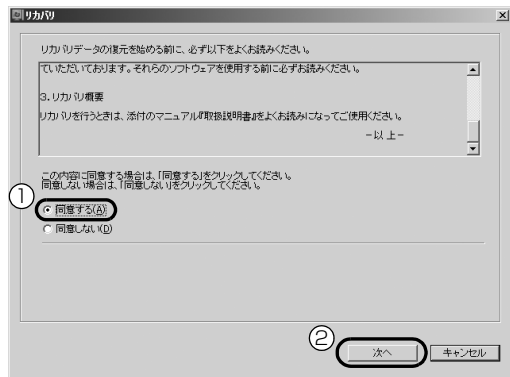 リカバリ
リカバリデータの復元を始める前に、必ず以下をよくお読みください。
ていただいております。それらのソフトウェアを使用する前に必ずお読みください。
3. リカバリ概要
リカバリを行うときは、添付のマニュアル『取扱説明書』をよくお読みになってご使用ください。
－以 上－
この内容に同意する場合は、「同意する」をクリックしてください。
同意しない場合は、「同意しない」をクリックしてください。
①
同意する(A)
同意しない(D)
②
次へ
キャンセル